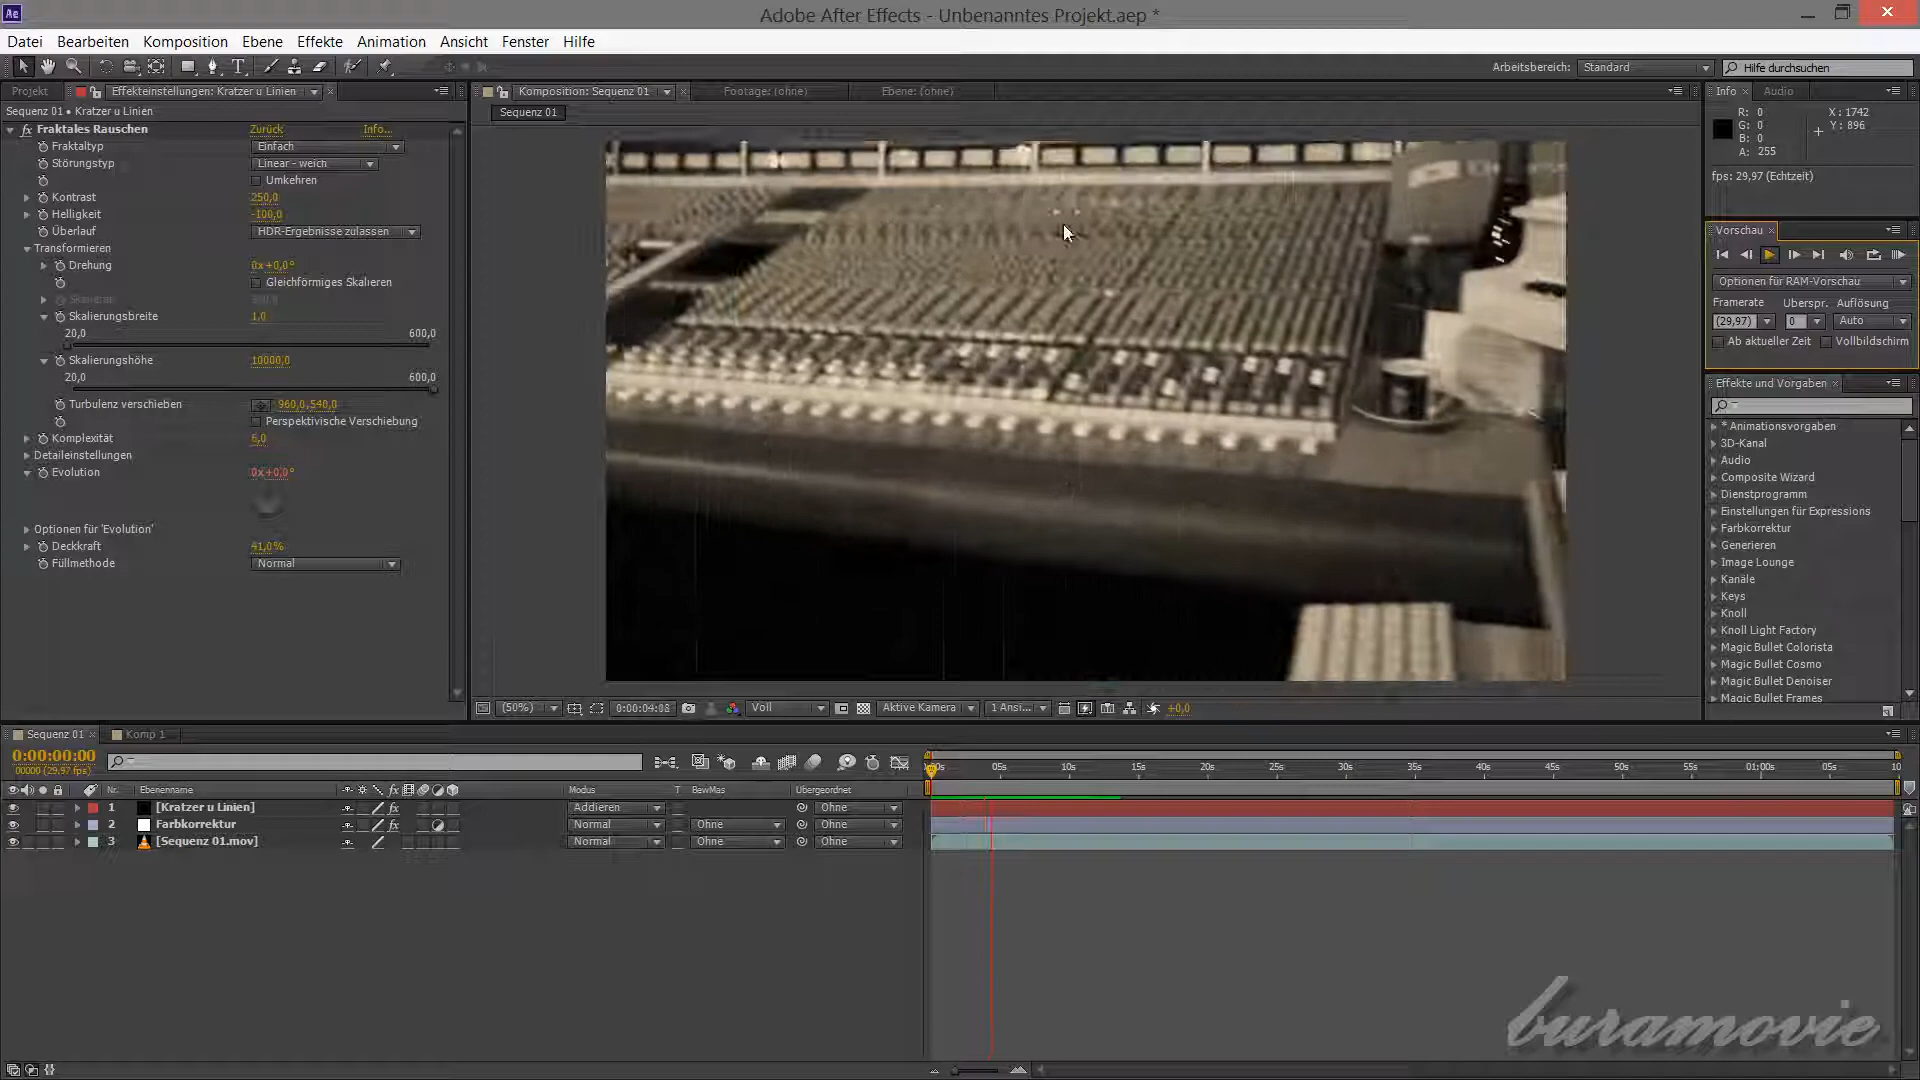 Adobe After Effects - Unbenanntes Projekt.aep *
Datei Bearbeiten Komposition Ebene Effekte Animation Ansicht Fenster Hilfe
Arbeitsbereich: Standard Hilfe durchsuchen
Projekt Effekteinstellungen: Kratzer u Linien
Sequenz 01 • Kratzer u Linien
Fraktales Rauschen Zurück Info...
Fraktaltyp Einfach
Störungstyp Linear - weich
Umkehren
Kontrast 250,0
Helligkeit -100,0
Überlauf HDR-Ergebnisse zulassen
Transformieren
Drehung 0x+0,0°
Gleichförmiges Skalieren
Skalierungsbreite 1,0
20,0 600,0
Skalierungshöhe 10000,0
20,0 600,0
Turbulenz verschieben 960,0,540,0
Perspektivische Verschiebung
Komplexität 6,0
Detaileinstellungen
Evolution 0x+0,0°
Optionen für 'Evolution'
Deckkraft 41,0%
Füllmethode Normal
Komposition: Sequenz 01 Footage: (ohne) Ebene: (ohne)
Sequenz 01
(50%) 0:00:04:08 Voll Aktive Kamera 1 Ansi... +0,0
Info Audio
R: 0 X: 1742
G: 0 Y: 896
B: 0
A: 255
fps: 29,97 (Echtzeit)
Vorschau
Optionen für RAM-Vorschau
Framerate Überspr. Auflösung
(29,97) 0 Auto
Ab aktueller Zeit Vollbildschirm
Effekte und Vorgaben
* Animationsvorgaben
3D-Kanal
Audio
Composite Wizard
Dienstprogramm
Einstellungen für Expressions
Farbkorrektur
Generieren
Image Lounge
Kanäle
Keys
Knoll
Knoll Light Factory
Magic Bullet Colorista
Magic Bullet Cosmo
Magic Bullet Denoiser
Magic Bullet Frames
Sequenz 01 Komp 1
0:00:00:00
00000 (29,97 fps)
Nr. Ebenenname Modus T BewMas Übergeordnet
1 [Kratzer u Linien] Addieren Ohne
2 Farbkorrektur Normal Ohne Ohne
3 [Sequenz 01.mov] Normal Ohne Ohne
05s 10s 15s 20s 25s 30s 35s 40s 45s 50s 55s 01:00s 05s 10
buramovie